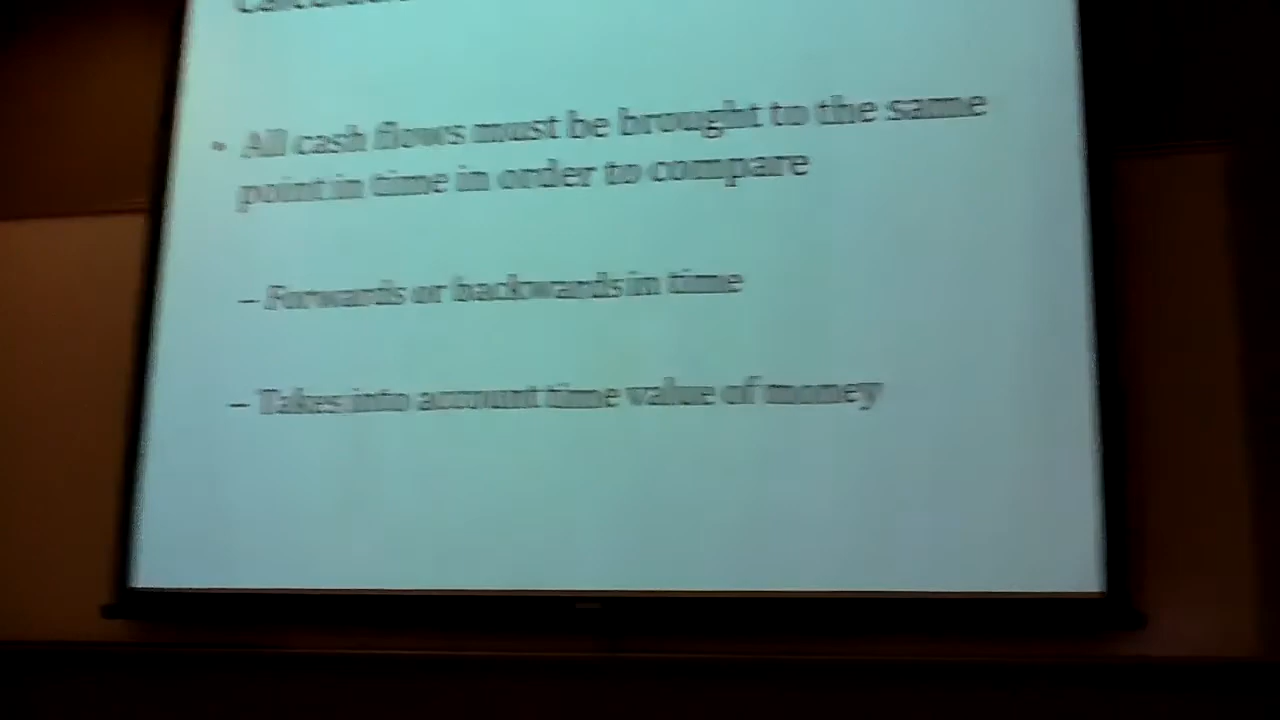 • All cash flows must be brought to the same
point in time in order to compare
– Forwards or backwards in time
– Takes into account time value of money